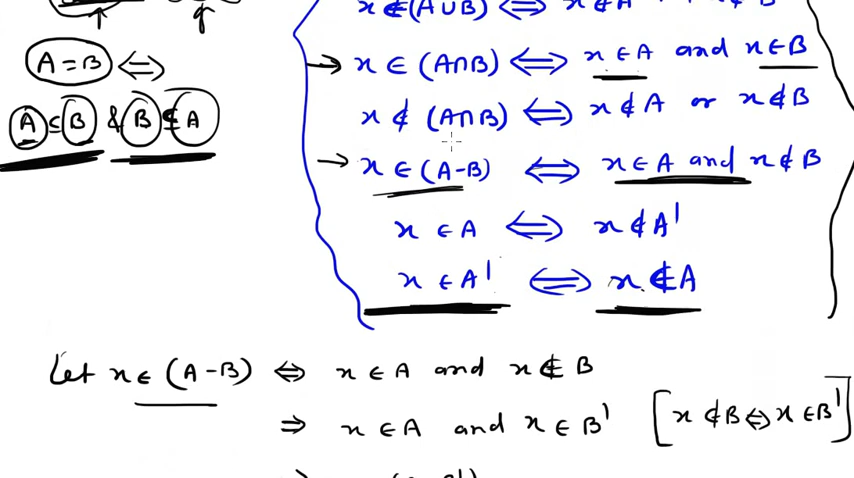 x ∉ (A∪B) ⟺ x ∉ A x ∉ B
q
A = B ⟺
A ⊆ B & B ⊆ A
→ x ∈ (A∩B) ⟺ x ∈ A and x ∈ B
x ∉ (A∩B) ⟺ x ∉ A or x ∉ B
→ x ∈ (A-B) ⟺ x ∈ A and x ∉ B
x ∈ A ⟺ x ∉ A'
x ∈ A' ⟺ x ∉ A
Let x ∈ (A-B) ⟺ x ∈ A and x ∉ B
⇒ x ∈ A and x ∈ B' [x ∉ B ⟺ x ∈ B']